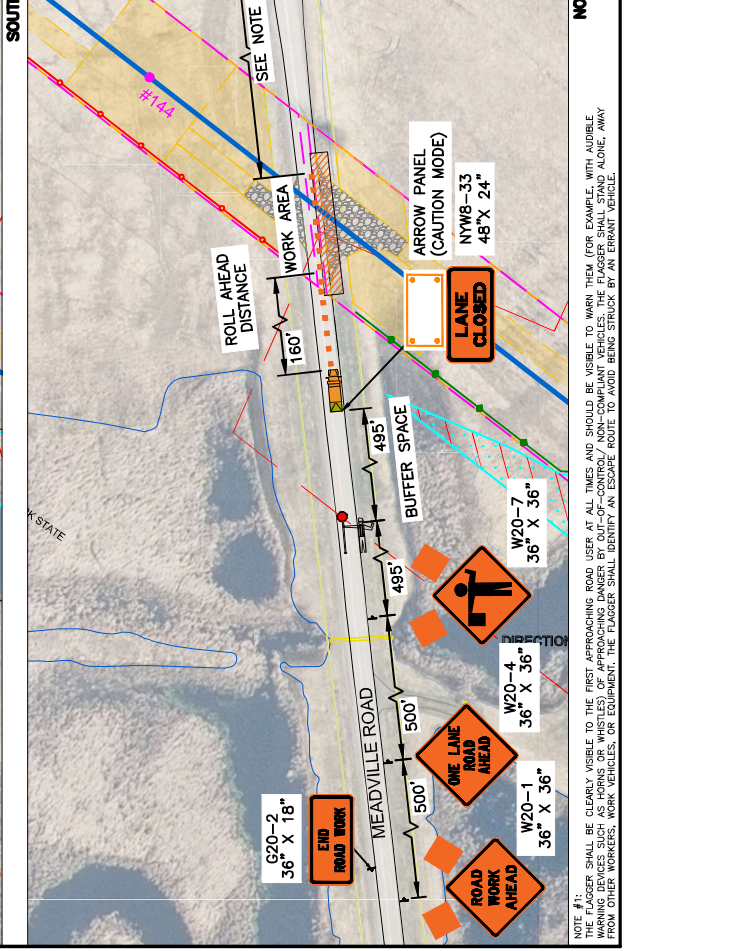 SEE NOTE
#144
WORK AREA
ROLL AHEAD
DISTANCE
160'
ARROW PANEL
(CAUTION MODE)
NYW8-33
48"X 24"
LANE
CLOSED
495'
BUFFER SPACE
495'
W20-7
36" X 36"
K STATE
DIRECTION
500'
W20-4
36" X 36"
ONE LANE
ROAD
AHEAD
MEADVILLE ROAD
500'
G20-2
36" X 18"
END
ROAD WORK
W20-1
36" X 36"
ROAD
WORK
AHEAD
NOTE #1:
THE FLAGGER SHALL BE CLEARLY VISIBLE TO THE FIRST APPROACHING ROAD USER AT ALL TIMES AND SHOULD BE VISIBLE TO WARN THEM (FOR EXAMPLE, WITH AUDIBLE
WARNING DEVICES SUCH AS HORNS OR WHISTLES) OF APPROACHING DANGER BY OUT-OF-CONTROL/ NON-COMPLIANT VEHICLES. THE FLAGGER SHALL STAND ALONE, AWAY
FROM OTHER WORKERS, WORK VEHICLES, OR EQUIPMENT. THE FLAGGER SHALL IDENTIFY AN ESCAPE ROUTE TO AVOID BEING STRUCK BY AN ERRANT VEHICLE.